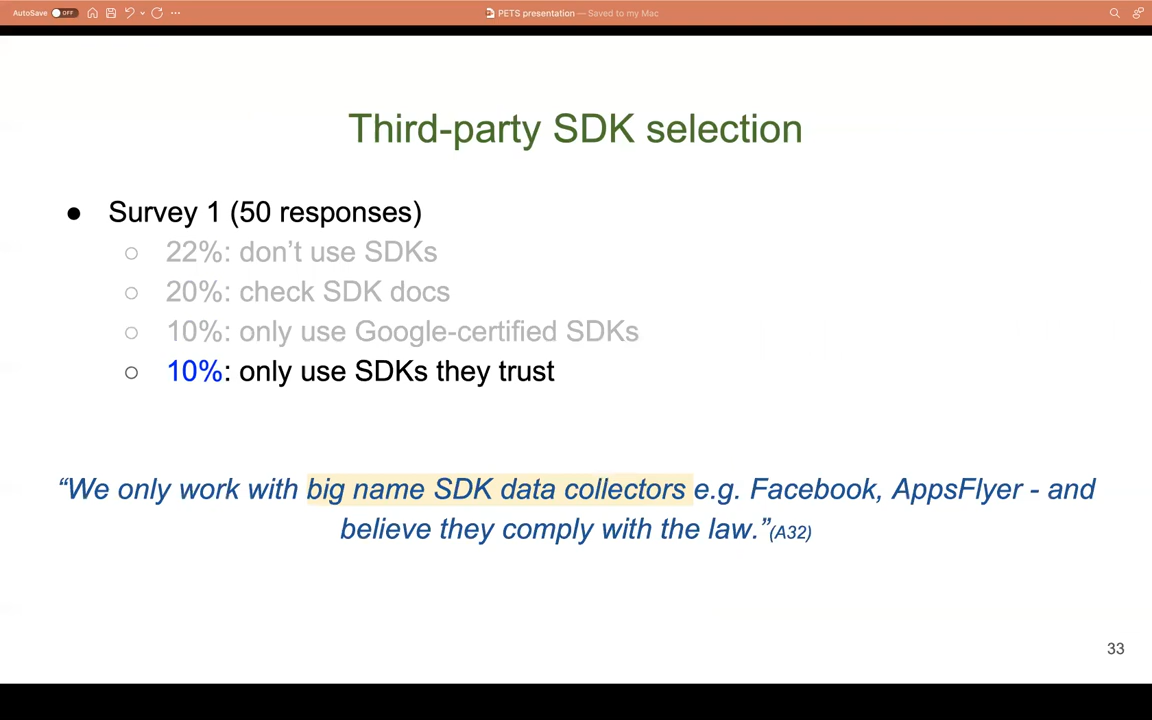 AutoSave OFF
PETS presentation — Saved to my Mac
Third-party SDK selection
● Survey 1 (50 responses)
○ 22%: don’t use SDKs
○ 20%: check SDK docs
○ 10%: only use Google-certified SDKs
○ 10%: only use SDKs they trust
“We only work with big name SDK data collectors e.g. Facebook, AppsFlyer - and
believe they comply with the law.”(A32)
33